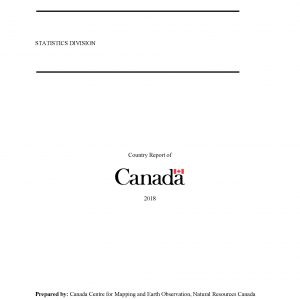 STATISTICS DIVISION
Country Report of
Canada
2018
Prepared by: Canada Centre for Mapping and Earth Observation, Natural Resources Canada